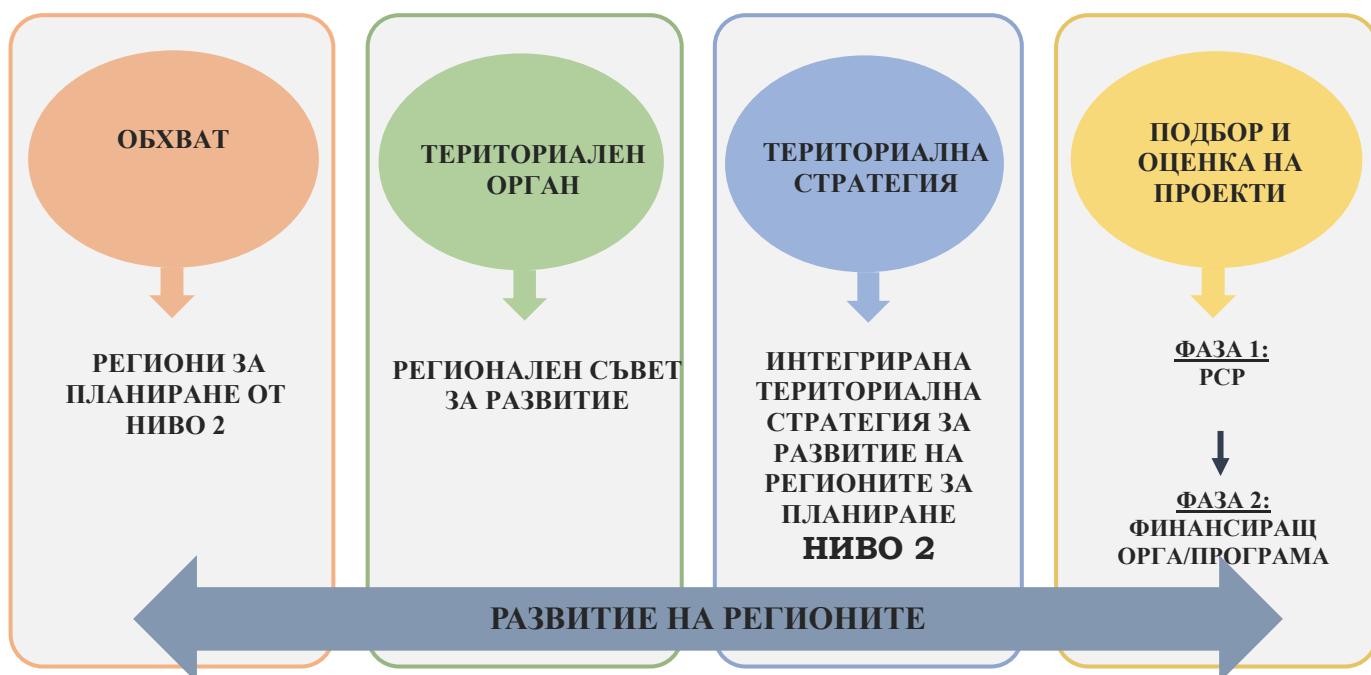 ОБХВАТ
РЕГИОНИ ЗА
ПЛАНИРАНЕ ОТ
НИВО 2
ТЕРИТОРИАЛЕН
ОРГАН
РЕГИОНАЛЕН СЪВЕТ
ЗА РАЗВИТИЕ
ТЕРИТОРИАЛНА
СТРАТЕГИЯ
ИНТЕГРИРАНА
ТЕРИТОРИАЛНА
СТРАТЕГИЯ ЗА
РАЗВИТИЕ НА
РЕГИОНИТЕ ЗА
ПЛАНИРАНЕ
НИВО 2
ПОДБОР И
ОЦЕНКА НА
ПРОЕКТИ
ФАЗА 1:
РСР
ФАЗА 2:
ФИНАНСИРАЩ
ОРГА/ПРОГРАМА
РАЗВИТИЕ НА РЕГИОНИТЕ